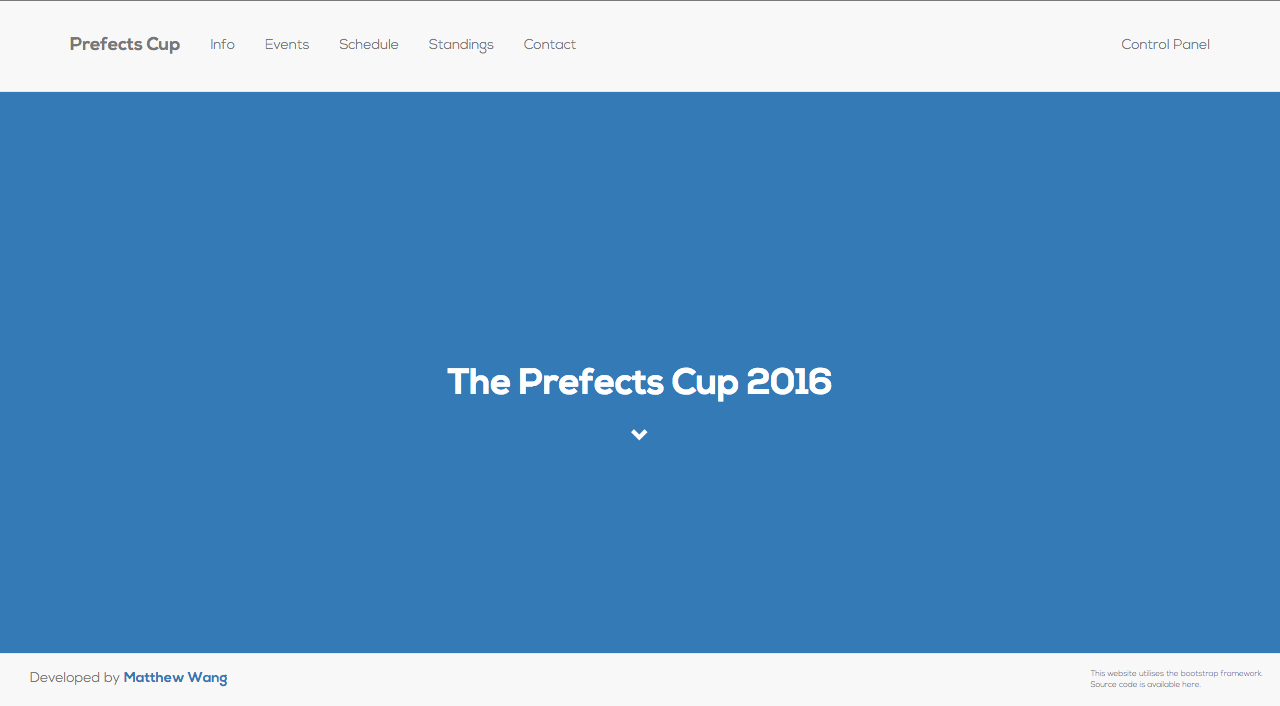 Prefects Cup Info Events Schedule Standings Contact Control Panel
The Prefects Cup 2016
Developed by Matthew Wang
This website utilises the bootstrap framework.
Source code is available here.